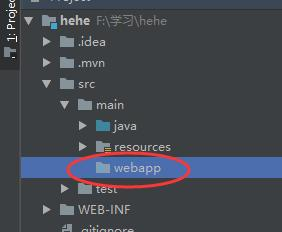 1: Project
hehe F:\学习\hehe
.idea
.mvn
src
main
java
resources
webapp
test
WEB-INF
.gitignore